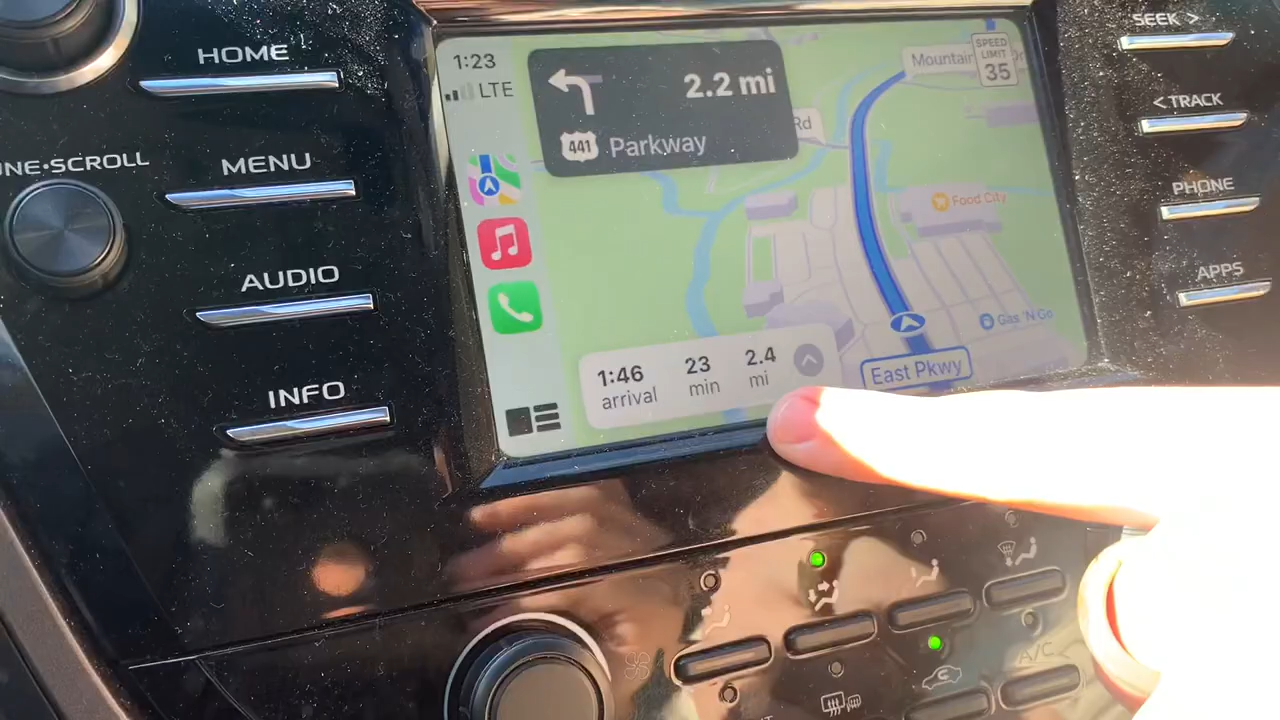 HOME
MENU
AUDIO
INFO
NE•SCROLL
1:23
LTE
2.2 mi
441 Parkway
Rd
Mountain
SPEED
LIMIT
35
Food City
Gas 'N Go
East Pkwy
1:46 23 2.4
arrival min mi
SEEK >
< TRACK
PHONE
APPS
A/C